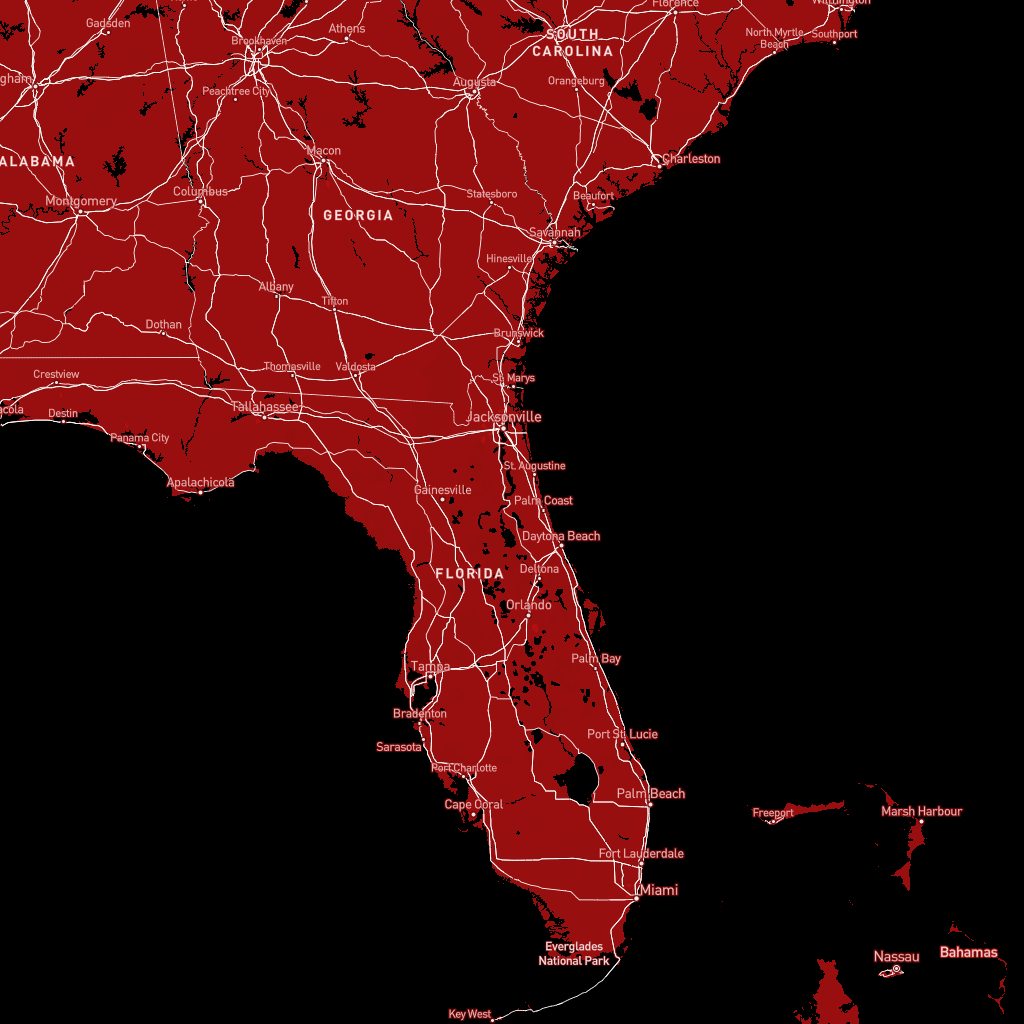 Florence
Gadsden
Athens
SOUTH
CAROLINA
North Myrtle
Beach
Southport
Brookhaven
Augusta
Orangeburg
Peachtree City
Macon
Charleston
ALABAMA
Columbus
Statesboro
Beaufort
Montgomery
GEORGIA
Savannah
Hinesville
Albany
Tifton
Dothan
Brunswick
Thomasville
Valdosta
Crestview
St. Marys
Destin
Tallahassee
Jacksonville
Panama City
St. Augustine
Apalachicola
Gainesville
Palm Coast
Daytona Beach
FLORIDA
Deltona
Orlando
Tampa
Palm Bay
Bradenton
Sarasota
Port St. Lucie
Port Charlotte
Cape Coral
Palm Beach
Freeport
Marsh Harbour
Fort Lauderdale
Miami
Everglades
National Park
Nassau
Bahamas
Key West